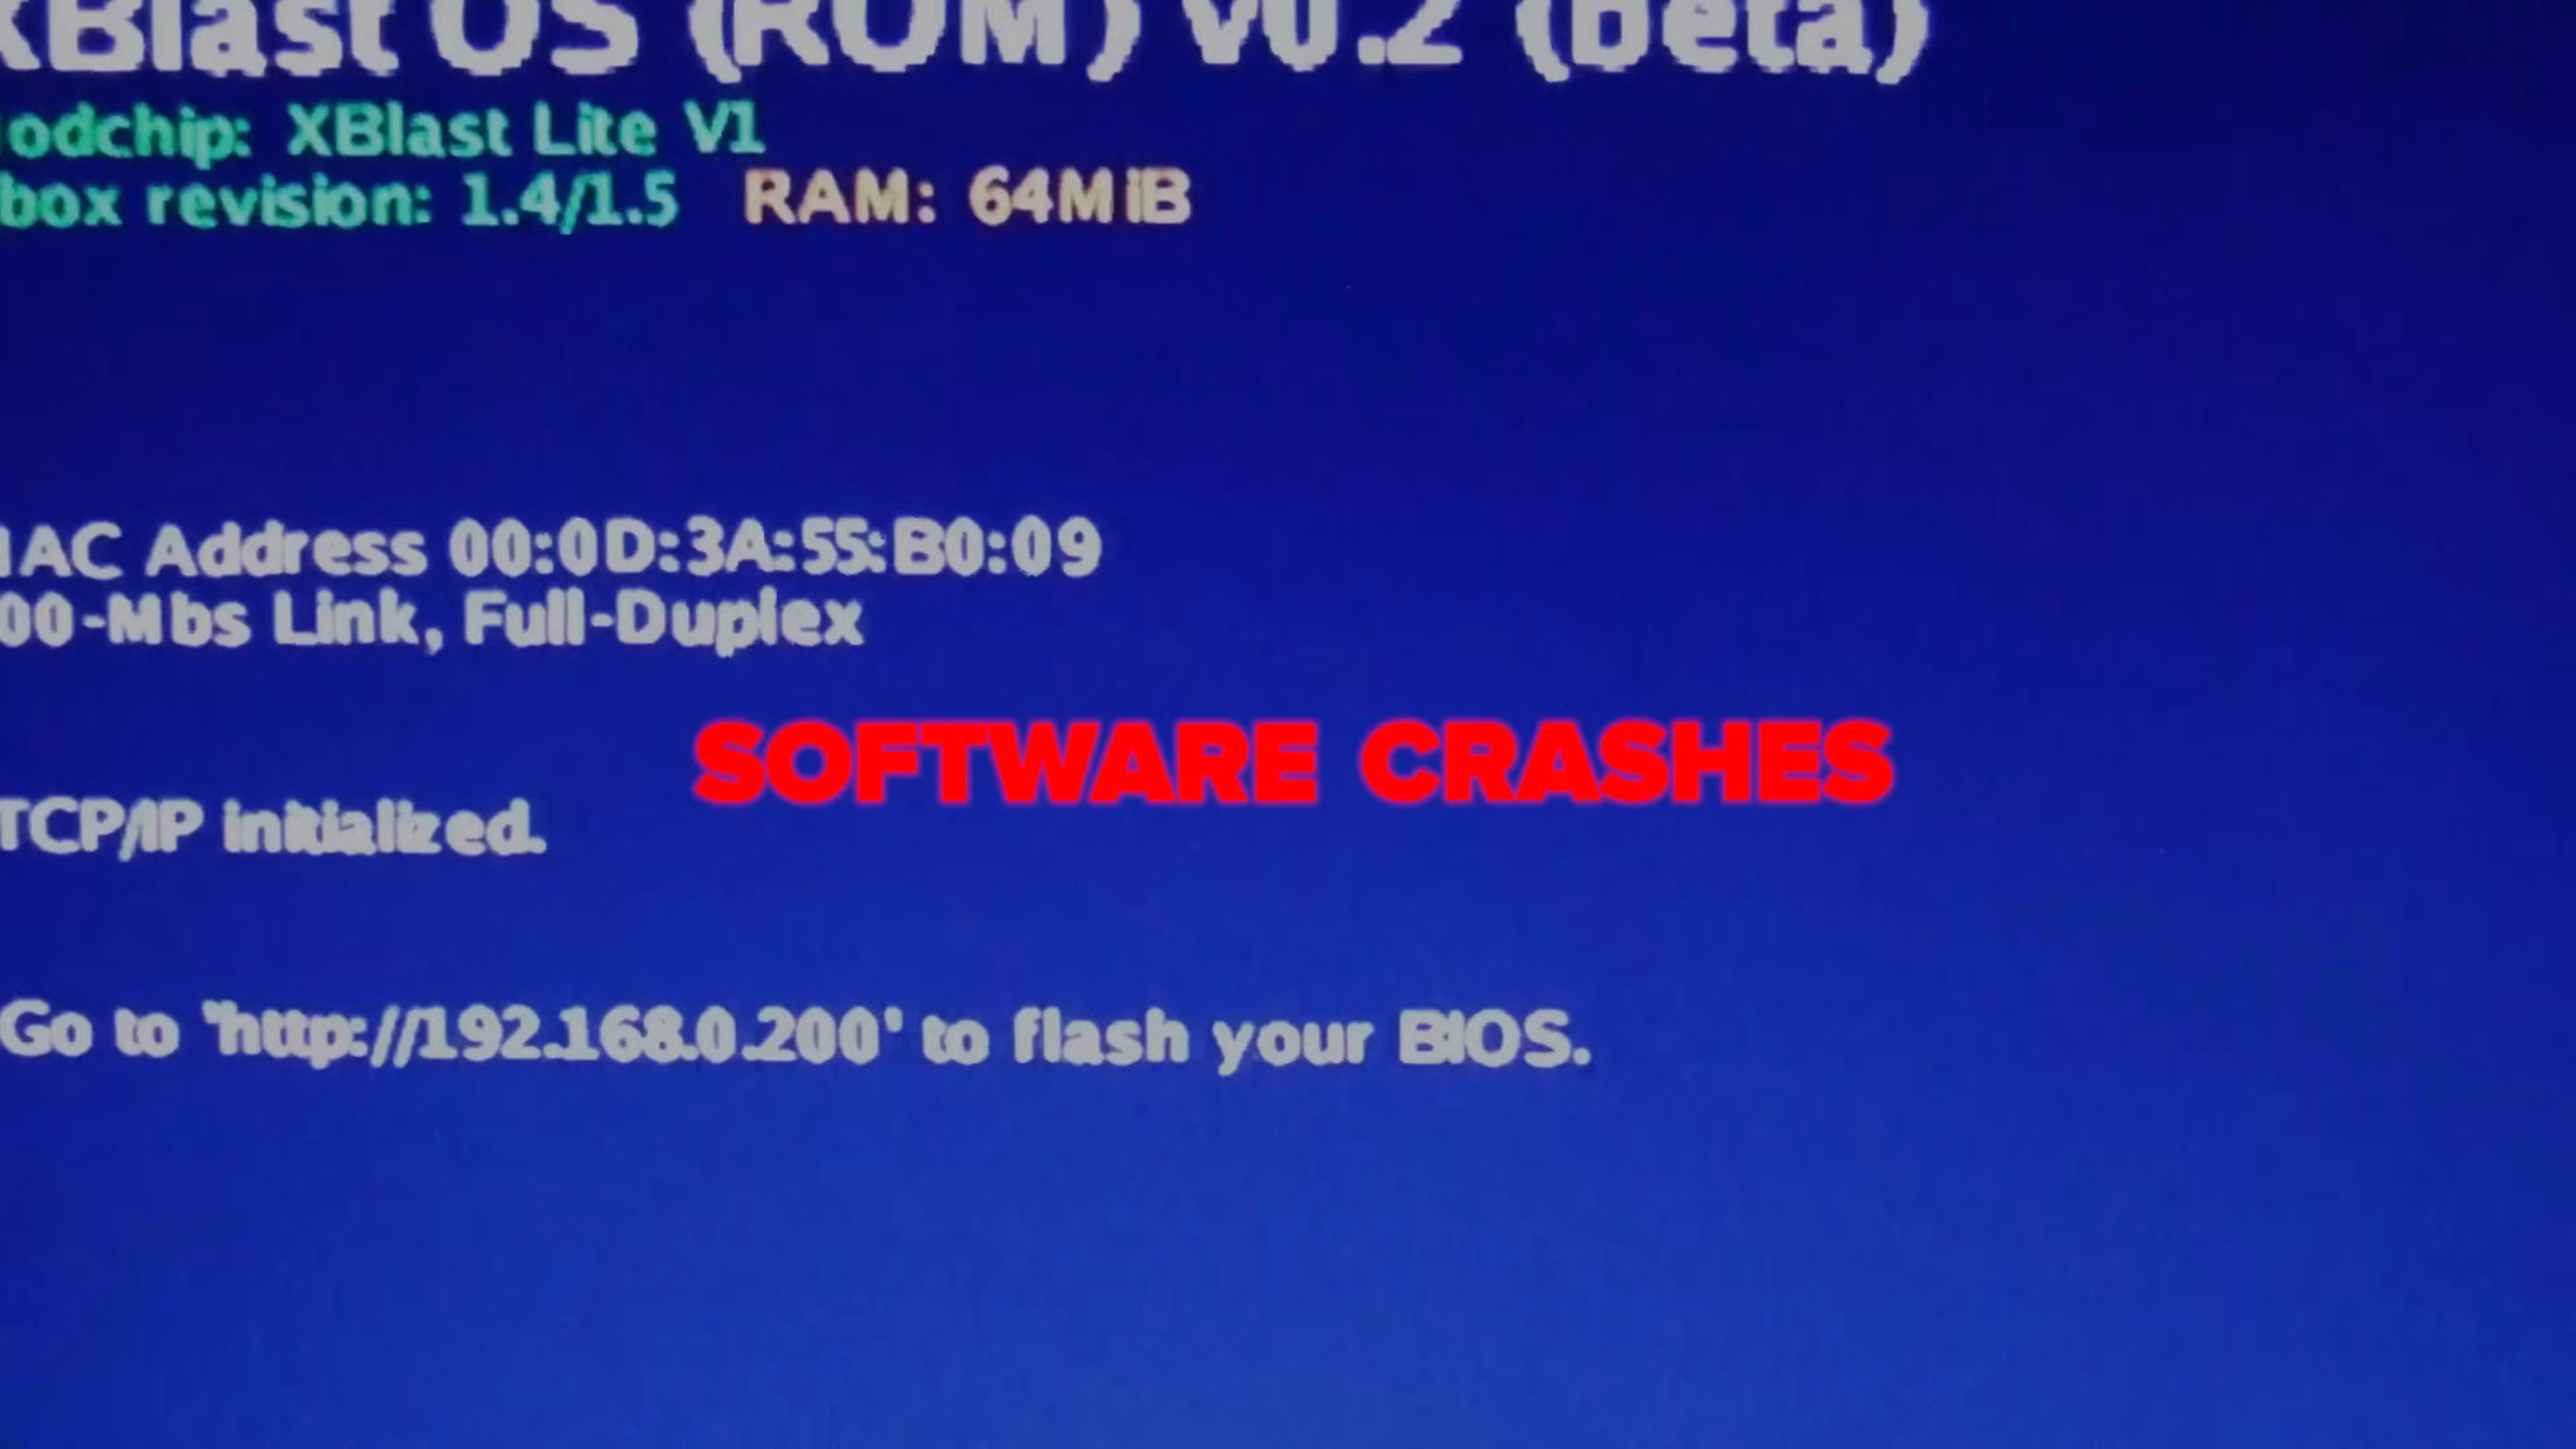 XBlast OS (ROM) v0.2 (beta)
odchip: XBlast Lite V1
box revision: 1.4/1.5 RAM: 64MiB
AC Address 00:0D:3A:55:B0:09
00-Mbs Link, Full-Duplex
SOFTWARE CRASHES
TCP/IP initialized.
Go to 'http://192.168.0.200' to flash your BIOS.